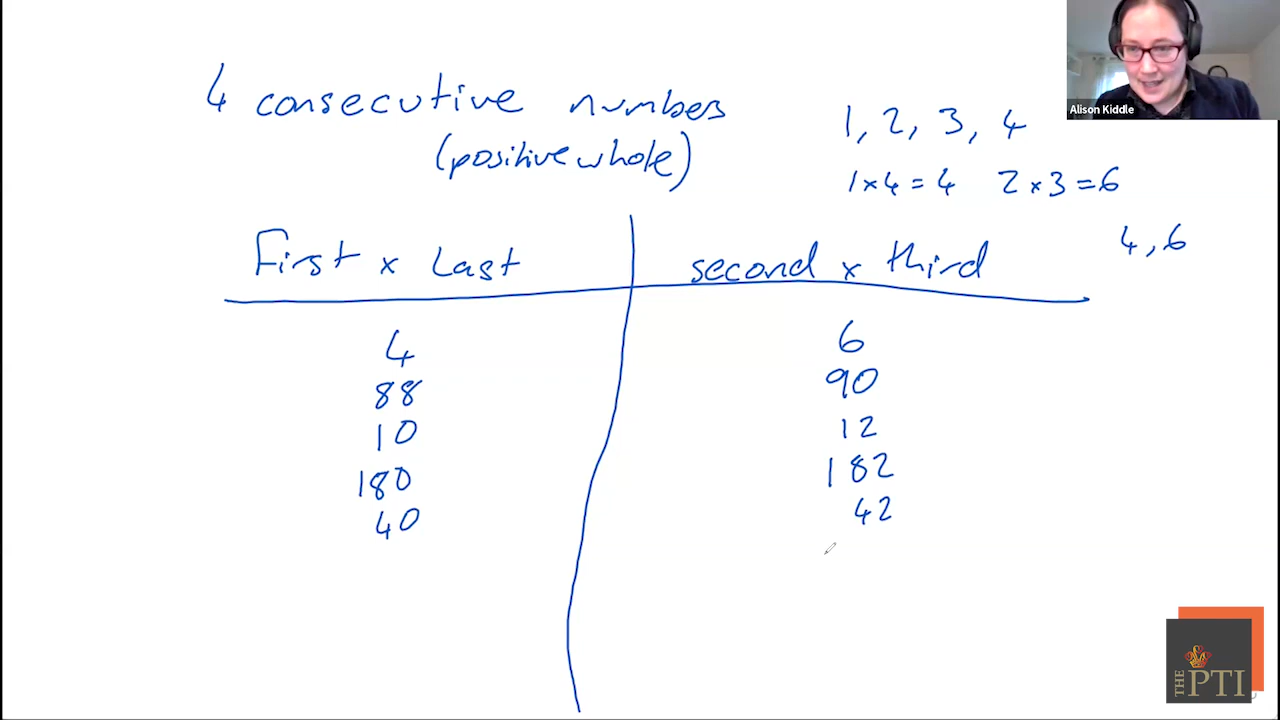 4 consecutive numbers
(positive whole)
1, 2, 3, 4
1 × 4 = 4 2 × 3 = 6
4, 6
First × Last second × third
4 6
88 90
10 12
180 182
40 42
Alison Kiddle
THE PTI